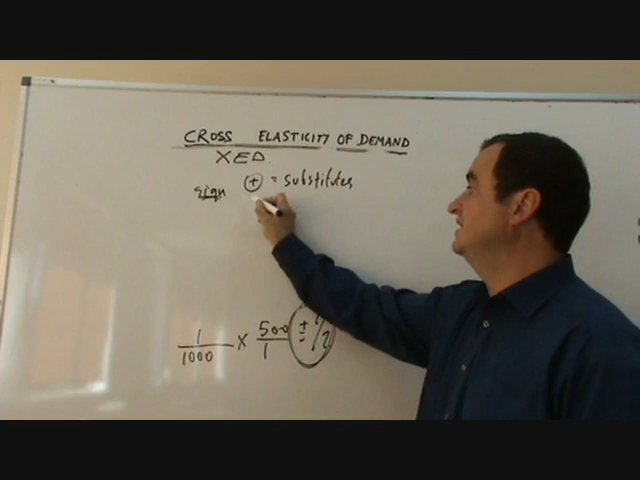 CROSS ELASTICITY OF DEMAND
XED
sign + = substitutes
1/1000 × 500/1 ± 1/2